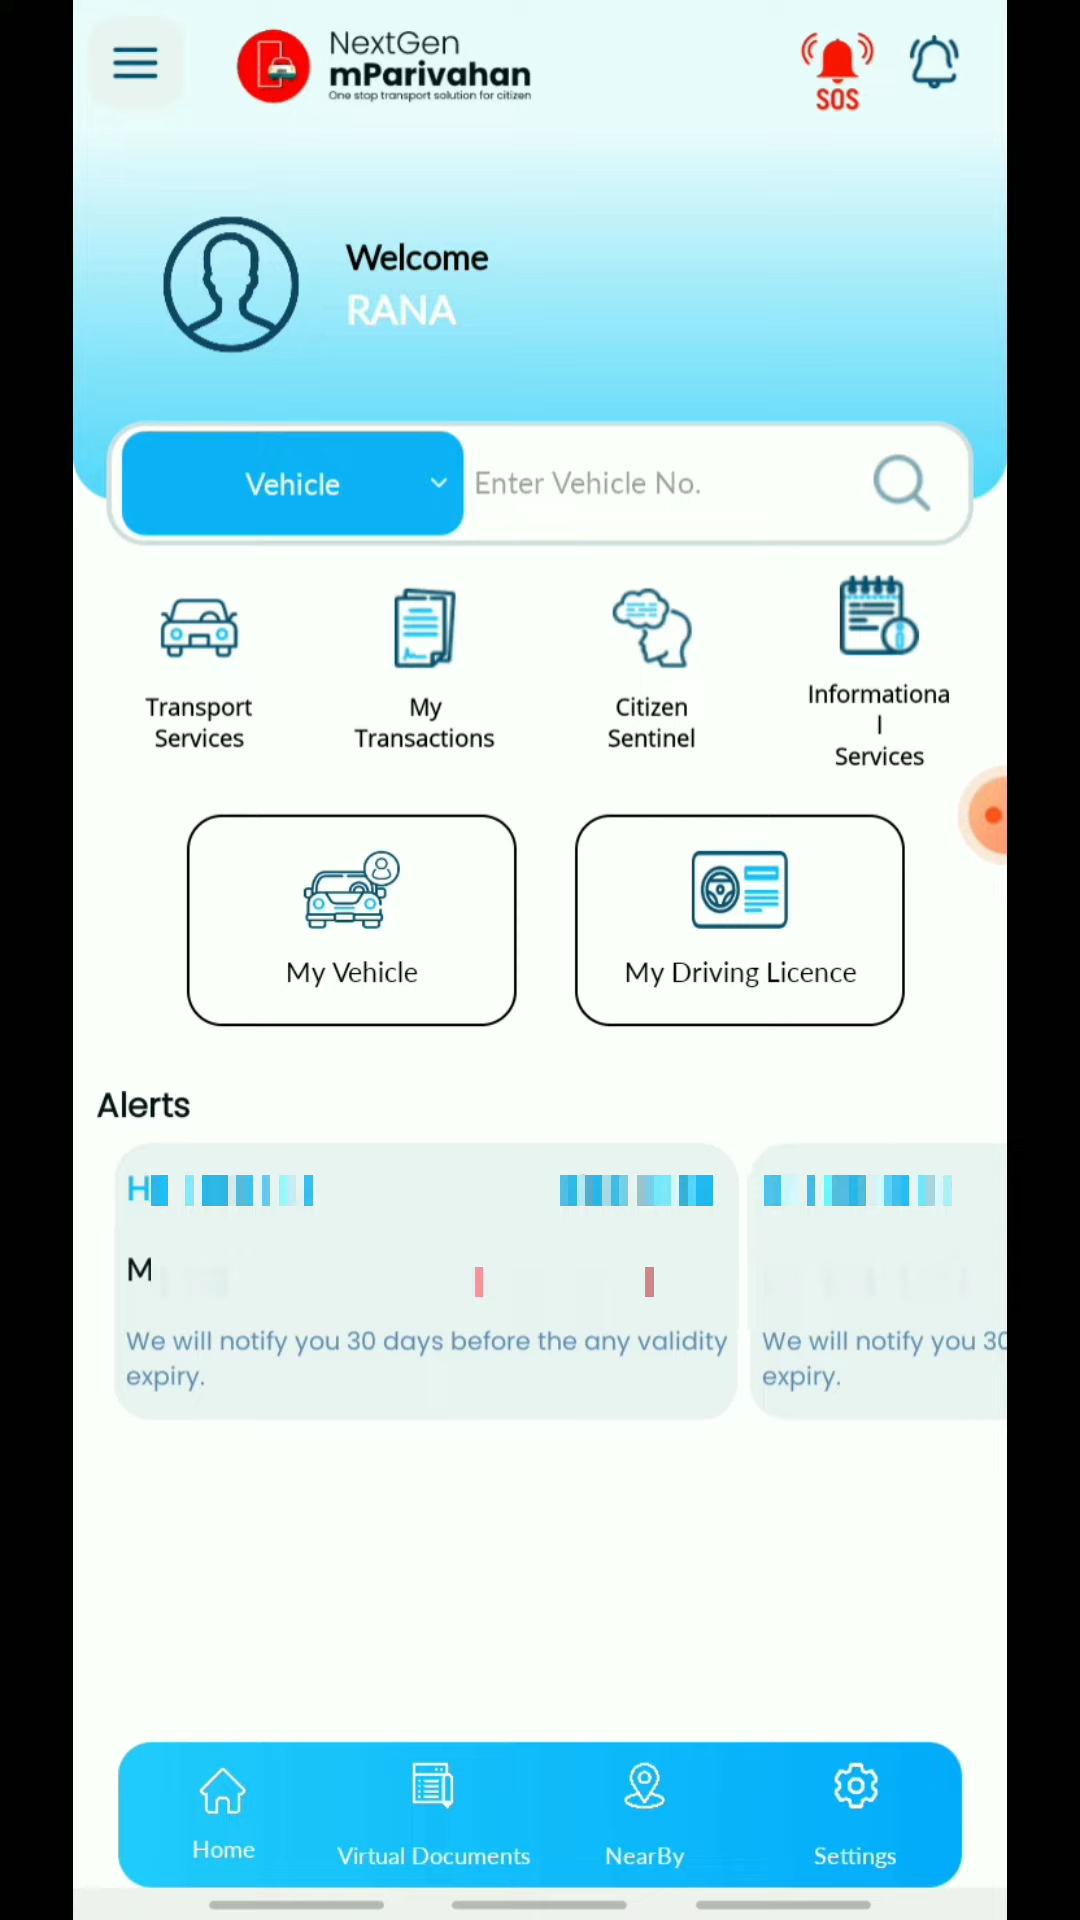 NextGen
mParivahan
One stop transport solution for citizen
SOS
Welcome
RANA
Vehicle
Enter Vehicle No.
Transport
Services
My
Transactions
Citizen
Sentinel
Informationa
l
Services
My Vehicle
My Driving Licence
Alerts
H
M
We will notify you 30 days before the any validity
expiry.
We will notify you 30
expiry.
Home
Virtual Documents
NearBy
Settings